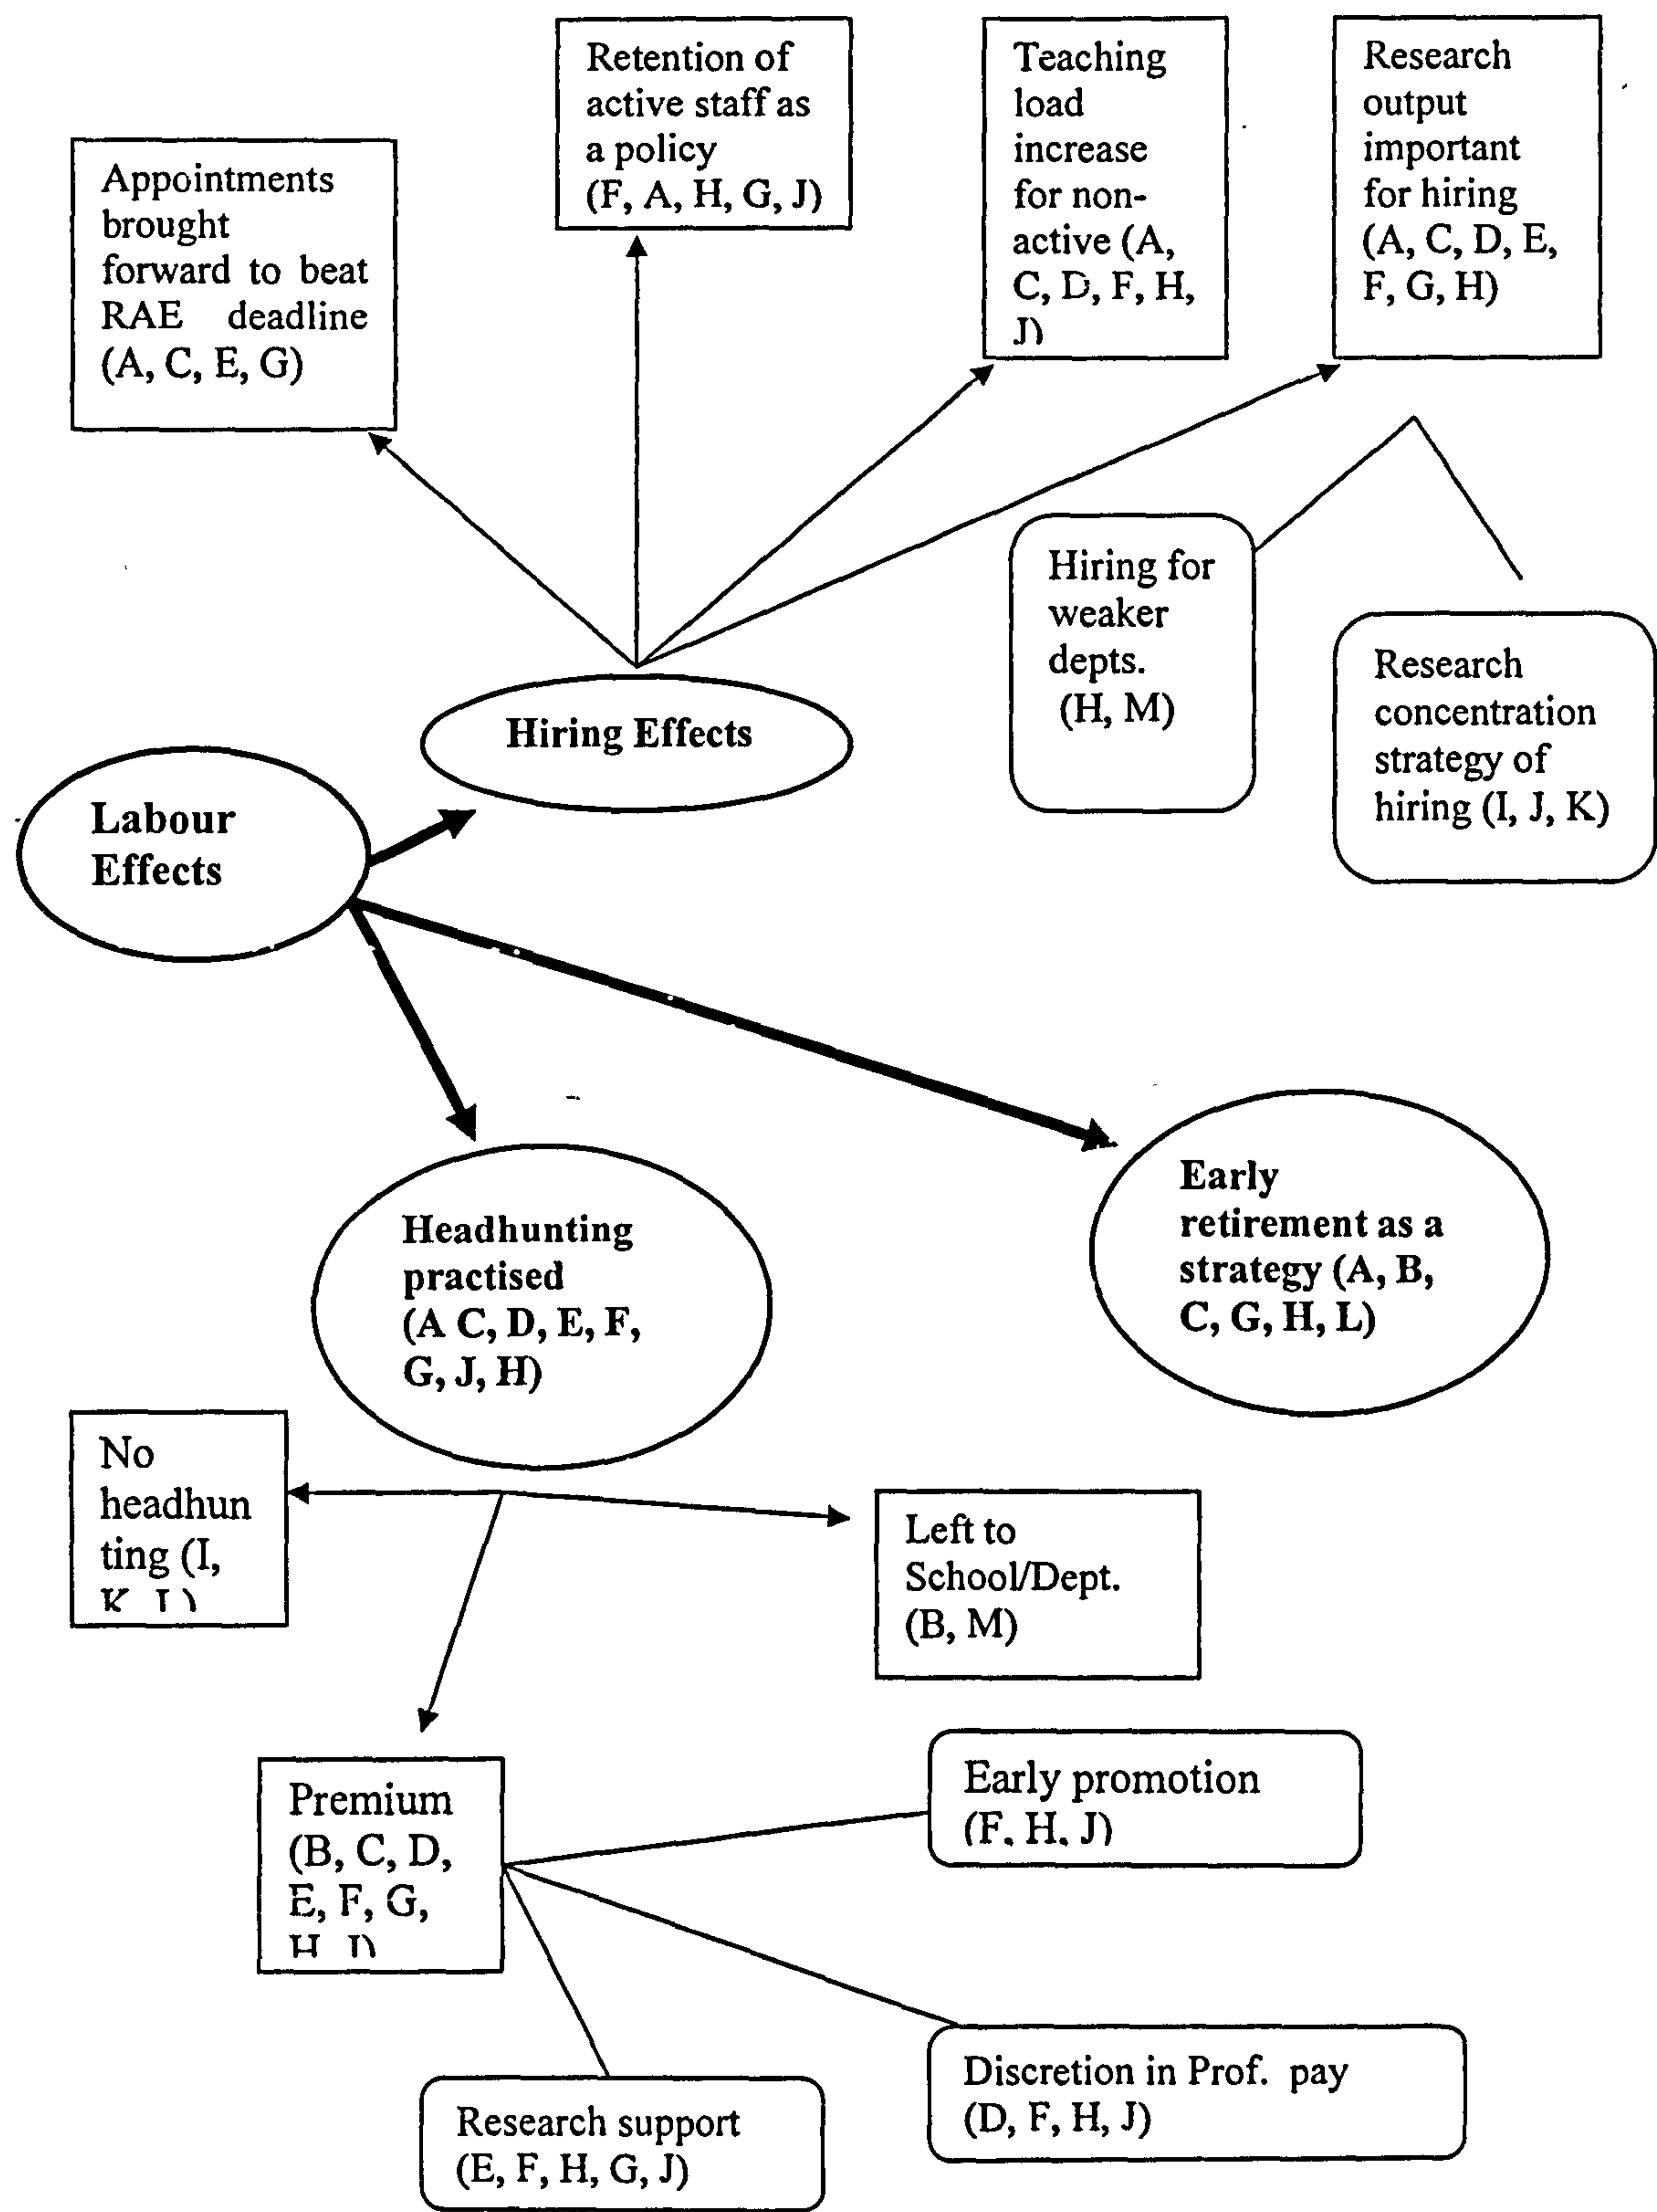 Retention of
active staff as
a policy
(F, A, H, G, J)
Teaching
load
increase
for non-
active (A,
C, D, F, H,
J)
Research
output
important
for hiring
(A, C, D, E,
F, G, H)
Appointments
brought
forward to beat
RAE deadline
(A, C, E, G)
Hiring for
weaker
depts.
(H, M)
Research
concentration
strategy of
hiring (I, J, K)
Hiring Effects
Labour
Effects
Early
retirement as a
strategy (A, B,
C, G, H, L)
Headhunting
practised
(A C, D, E, F,
G, J, H)
No
headhun
ting (I,
Left to
School/Dept.
(B, M)
Premium
(B, C, D,
E, F, G,
Early promotion
(F, H, J)
Discretion in Prof. pay
(D, F, H, J)
Research support
(E, F, H, G, J)